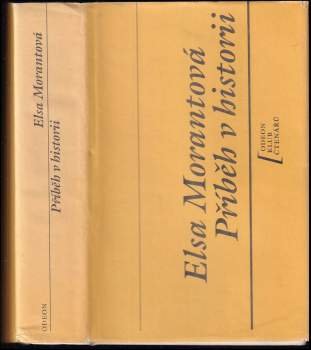 Elsa Morantová
Příběh v historii
ODEON
Elsa Morantová
Příběh v historii
ODEON
KLUB
ČTENÁŘŮ